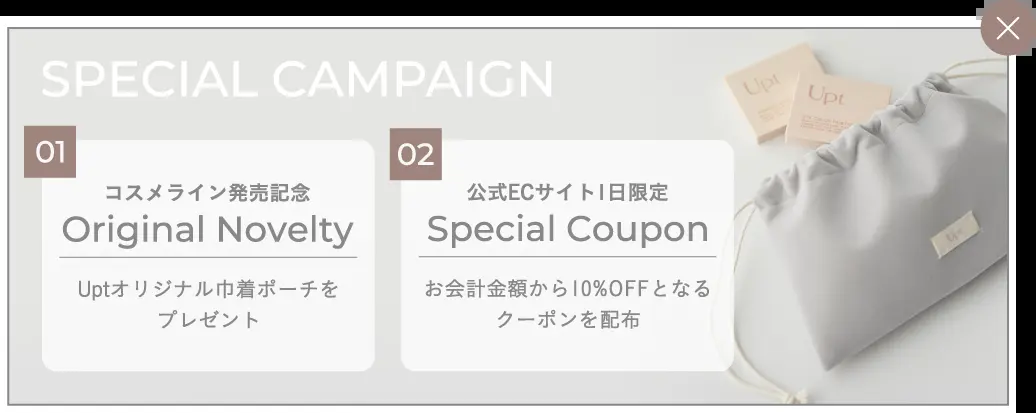 SPECIAL CAMPAIGN
01
コスメライン発売記念
Original Novelty
Uptオリジナル巾着ポーチを
プレゼント
02
公式ECサイト1日限定
Special Coupon
お会計金額から10%OFFとなる
クーポンを配布
Upt
Upt